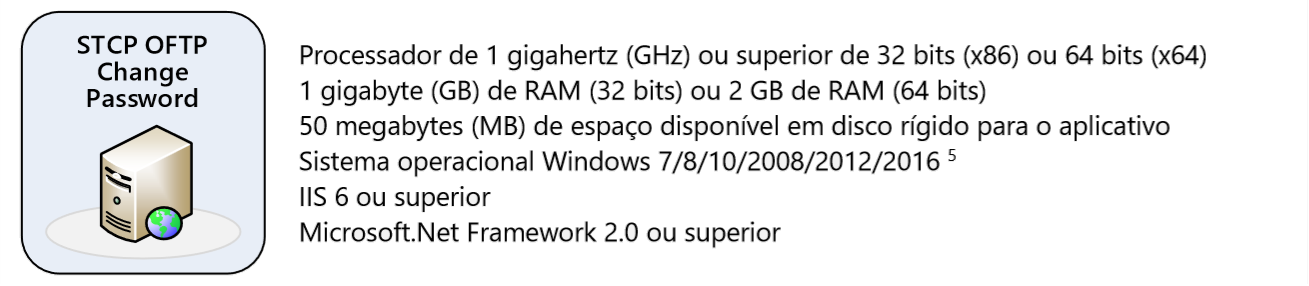 STCP OFTP
Change
Password
Processador de 1 gigahertz (GHz) ou superior de 32 bits (x86) ou 64 bits (x64)
1 gigabyte (GB) de RAM (32 bits) ou 2 GB de RAM (64 bits)
50 megabytes (MB) de espaço disponível em disco rígido para o aplicativo
Sistema operacional Windows 7/8/10/2008/2012/2016 ⁵
IIS 6 ou superior
Microsoft.Net Framework 2.0 ou superior